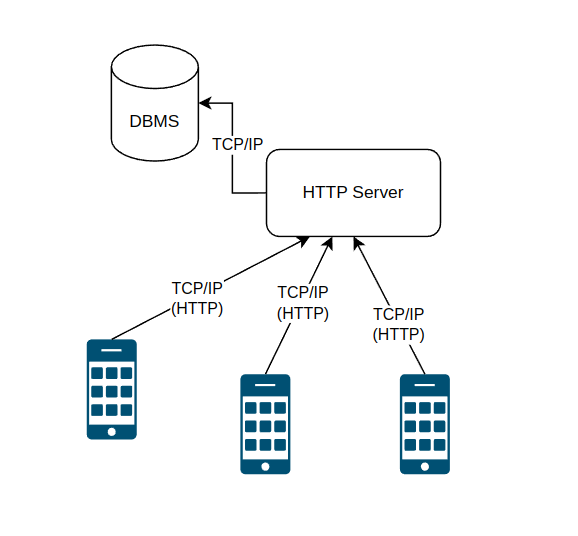 DBMS
TCP/IP
HTTP Server
TCP/IP
(HTTP)
TCP/IP
(HTTP)
TCP/IP
(HTTP)